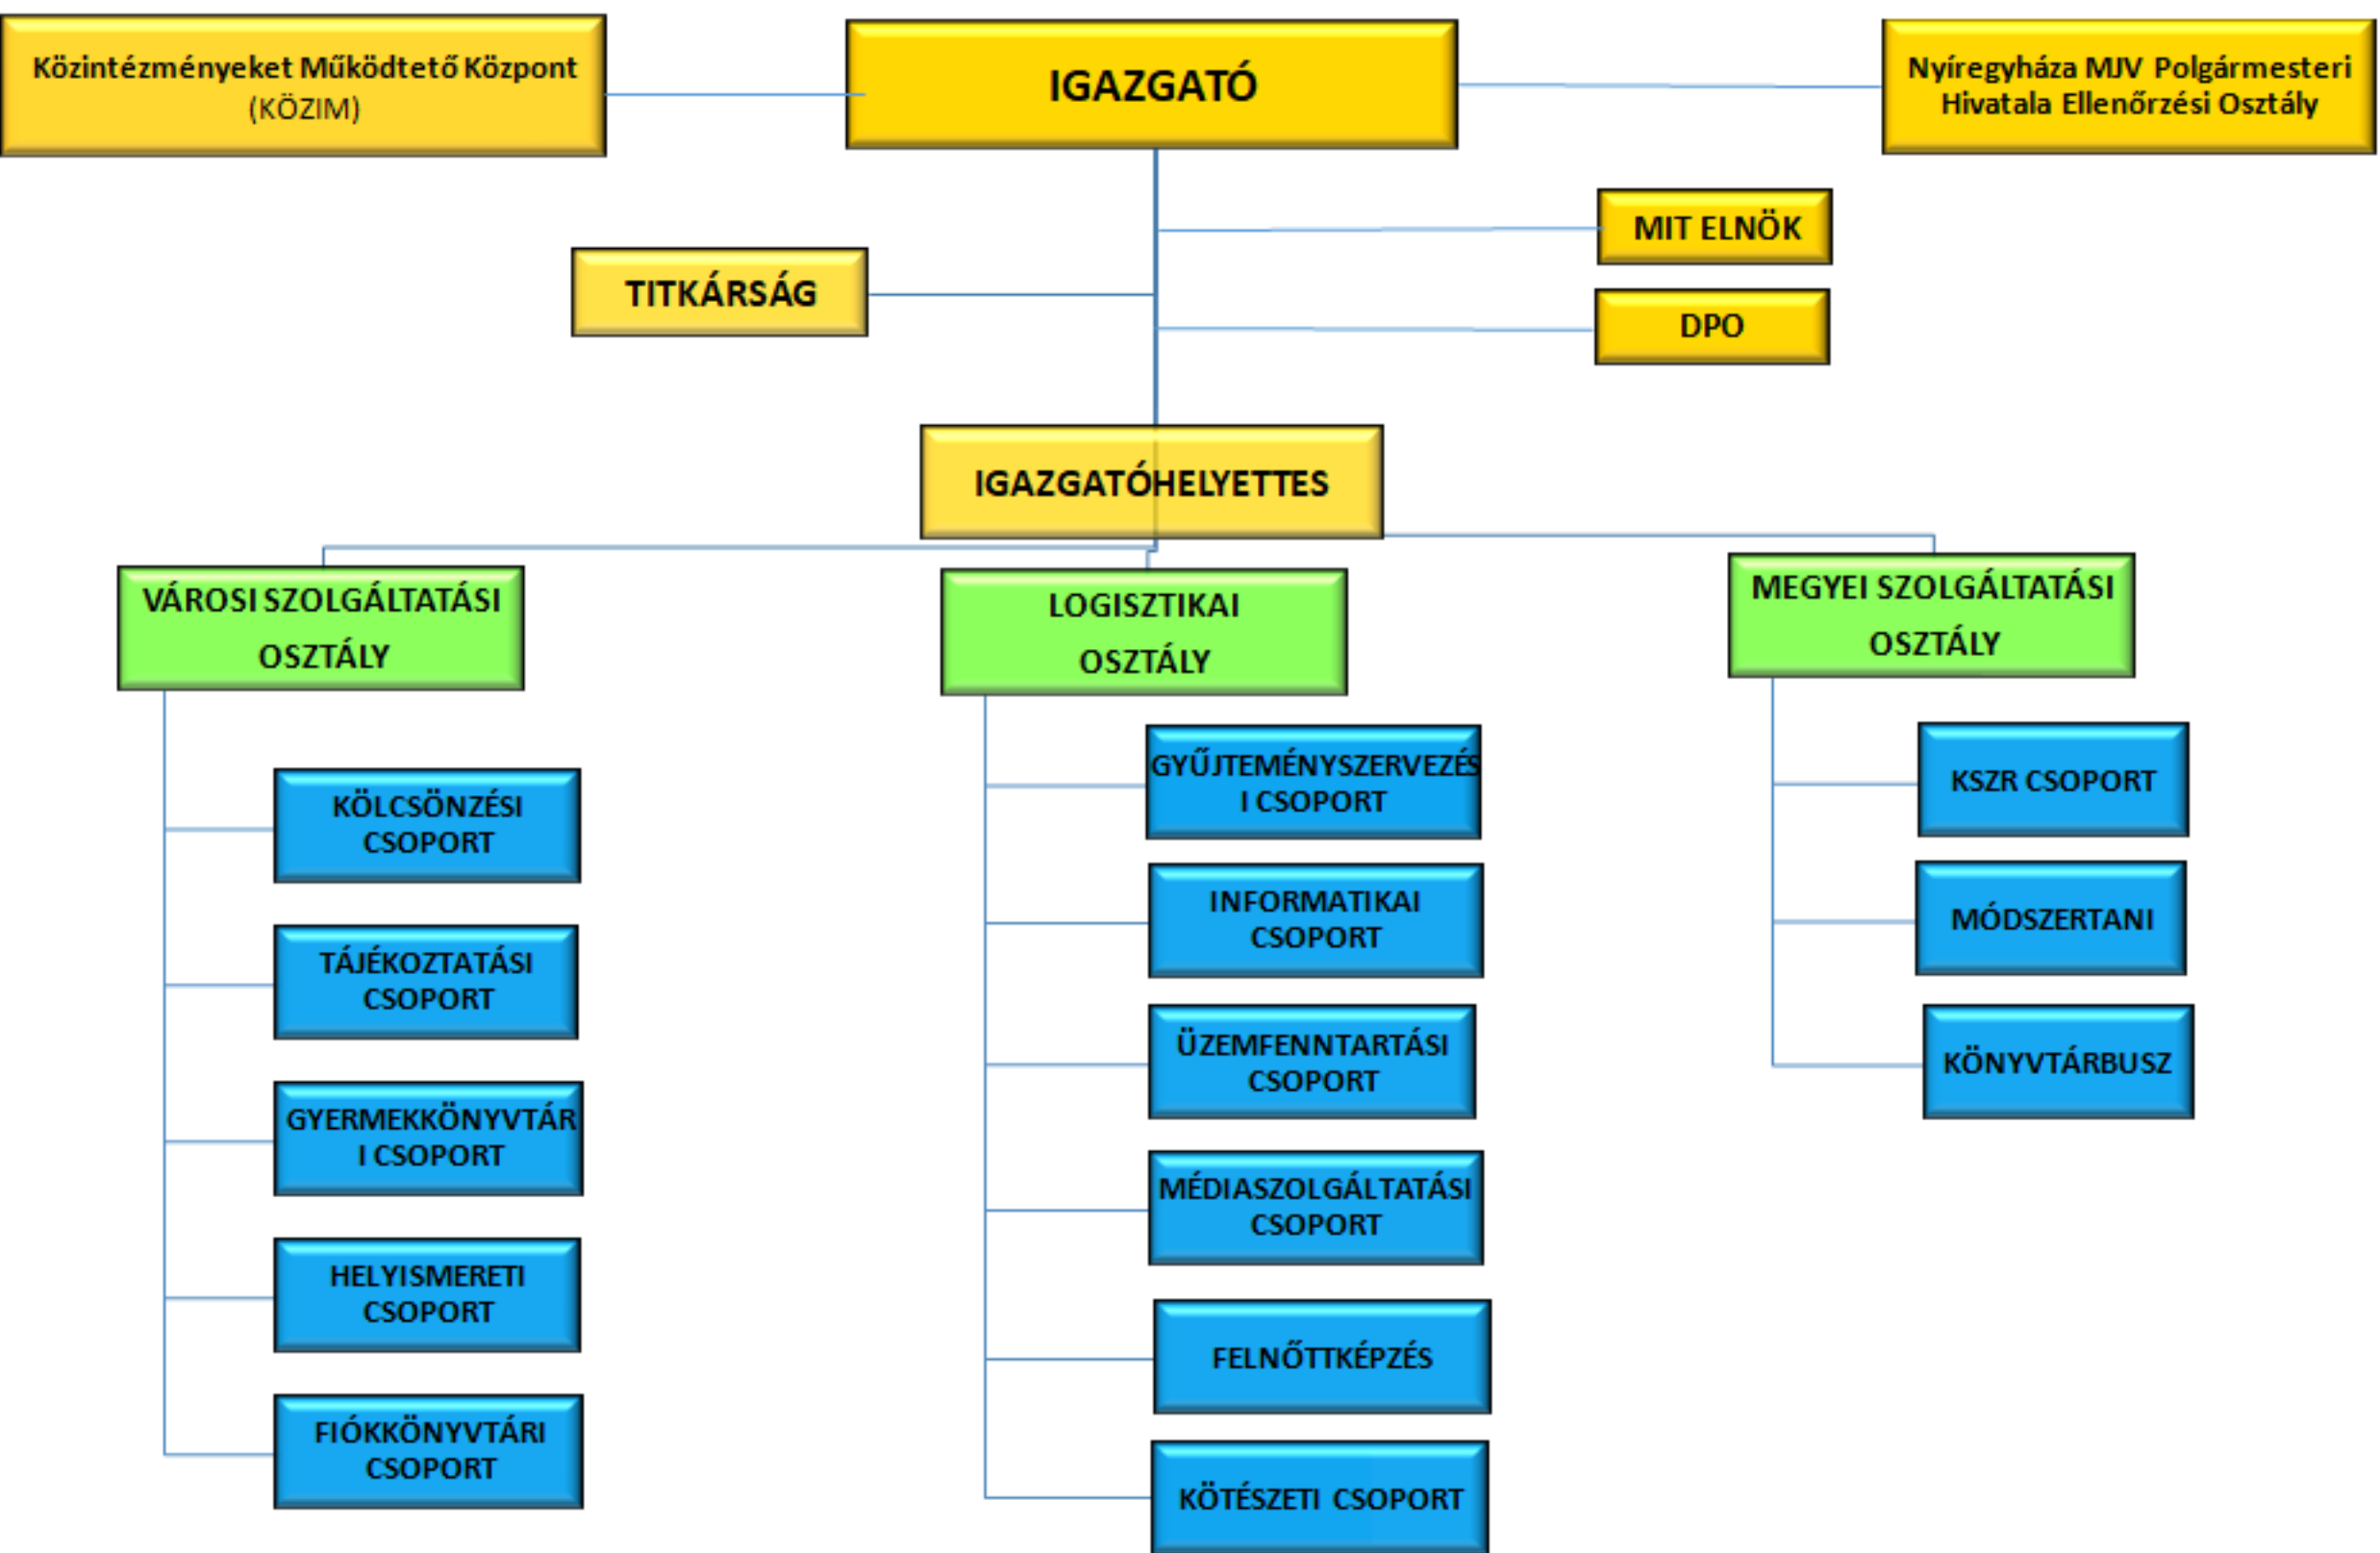 Közintézményeket Működtető Központ
(KÖZIM)
IGAZGATÓ
Nyíregyháza MJV Polgármesteri
Hivatala Ellenőrzési Osztály
MIT ELNÖK
TITKÁRSÁG
DPO
IGAZGATÓHELYETTES
VÁROSI SZOLGÁLTATÁSI
OSZTÁLY
KÖLCSÖNZÉSI
CSOPORT
TÁJÉKOZTATÁSI
CSOPORT
GYERMEKKÖNYVTÁR
I CSOPORT
HELYISMERETI
CSOPORT
FIÓKKÖNYVTÁRI
CSOPORT
LOGISZTIKAI
OSZTÁLY
GYŰJTEMÉNYSZERVEZÉS
I CSOPORT
INFORMATIKAI
CSOPORT
ÜZEMFENNTARTÁSI
CSOPORT
MÉDIASZOLGÁLTATÁSI
CSOPORT
FELNŐTTKÉPZÉS
KÖTÉSZETI CSOPORT
MEGYEI SZOLGÁLTATÁSI
OSZTÁLY
KSZR CSOPORT
MÓDSZERTANI
KÖNYVTÁRBUSZ